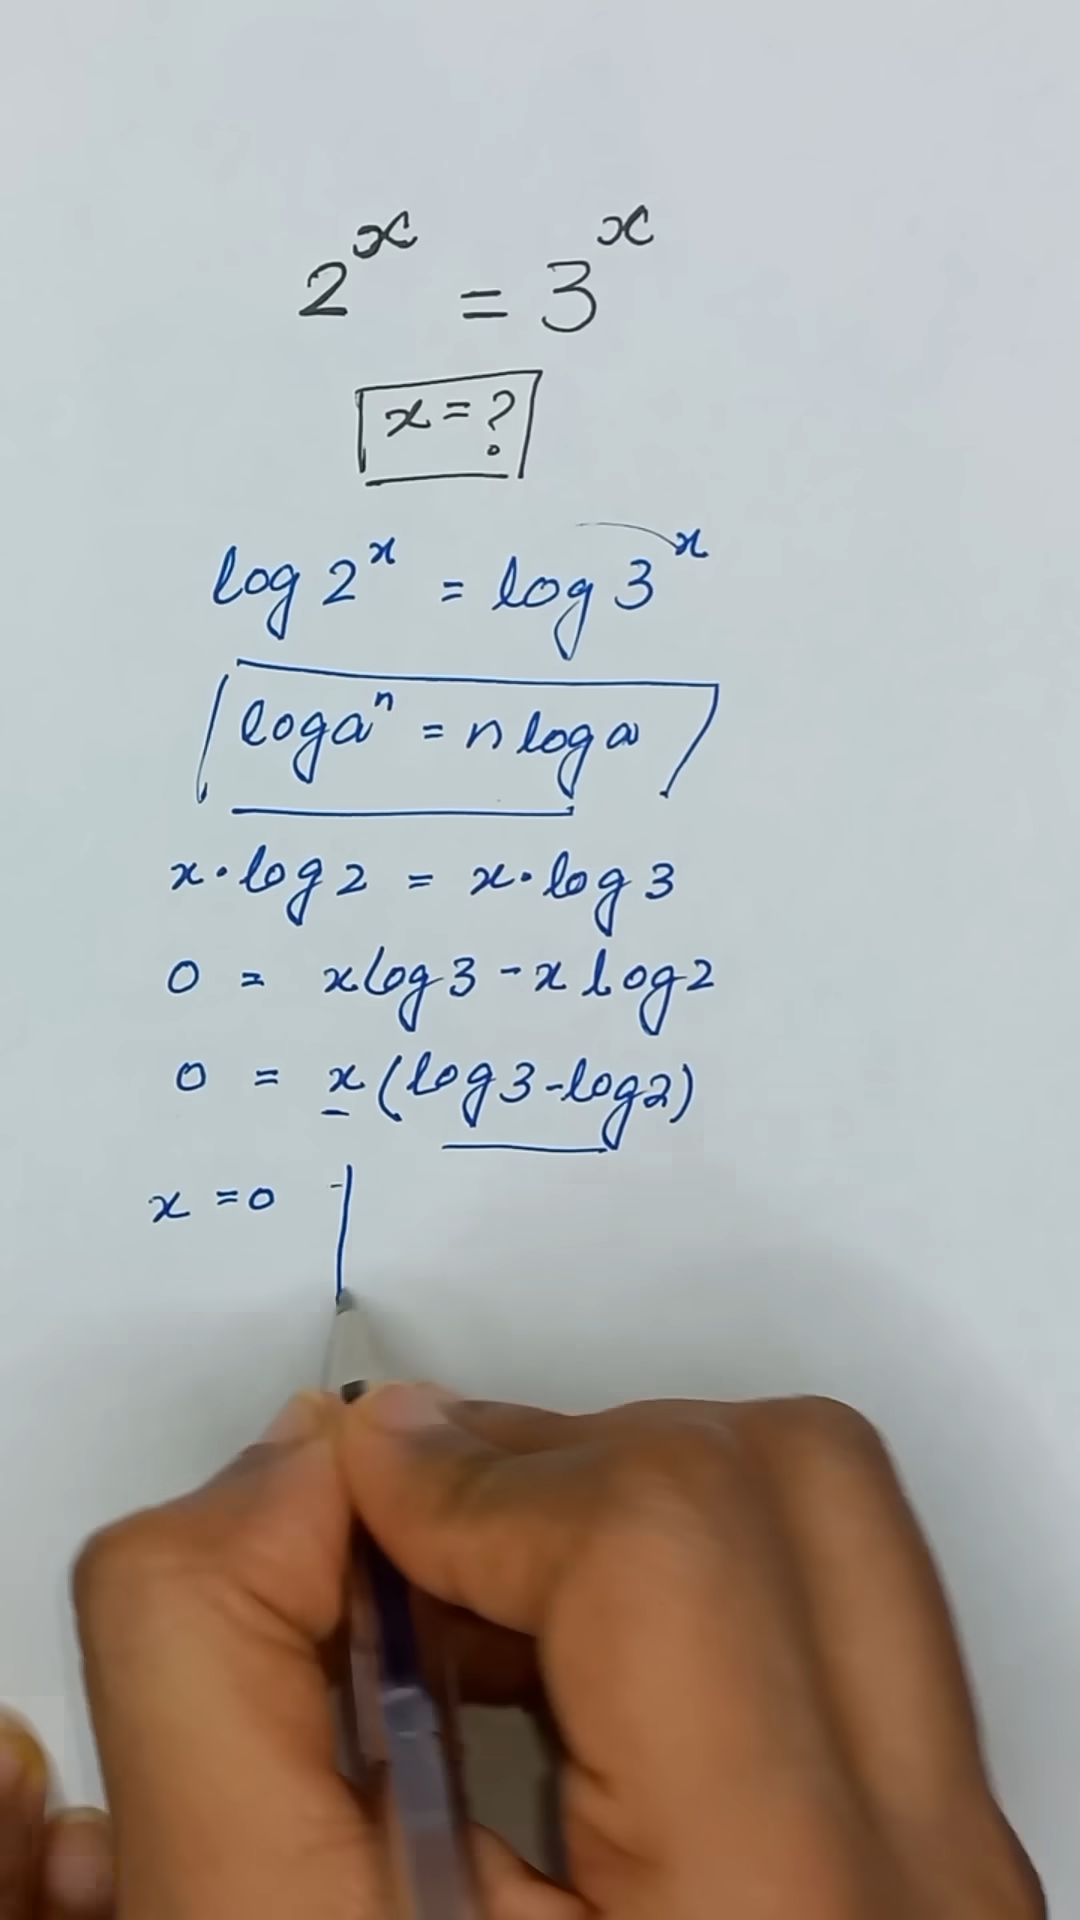 2^x = 3^x
x = ?
log 2^x = log 3^x
log a^n = n log a
x · log 2 = x · log 3
0 = x log 3 - x log 2
0 = x (log 3 - log 2)
x = 0